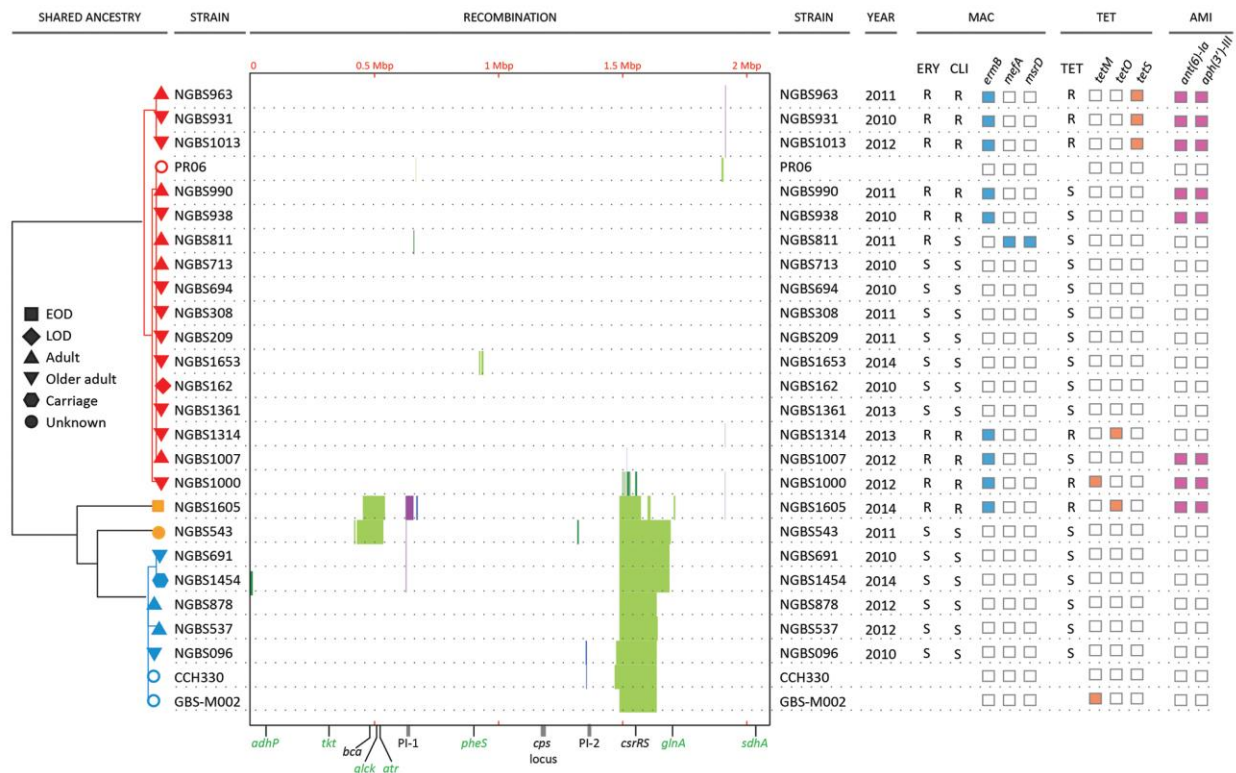 SHARED ANCESTRY STRAIN RECOMBINATION STRAIN YEAR MAC TET AMI
0 0.5 Mbp 1 Mbp 1.5 Mbp 2 Mbp
ERY CLI ermB mefA msrD TET tetM tetO tetS ant(6)-Ia aph(3')-III
NGBS963 NGBS963 2011 R R R
NGBS931 NGBS931 2010 R R R
NGBS1013 NGBS1013 2012 R R R
PR06 PR06
NGBS990 NGBS990 2011 R R S
NGBS938 NGBS938 2010 R R S
NGBS811 NGBS811 2011 R S S
NGBS713 NGBS713 2010 S S S
NGBS694 NGBS694 2010 S S S
EOD
NGBS308 NGBS308 2011 S S S
LOD
NGBS209 NGBS209 2011 S S S
Adult
NGBS1653 NGBS1653 2014 S S S
Older adult
NGBS162 NGBS162 2010 S S S
Carriage
NGBS1361 NGBS1361 2013 S S S
Unknown
NGBS1314 NGBS1314 2013 R R R
NGBS1007 NGBS1007 2012 R R S
NGBS1000 NGBS1000 2012 R R R
NGBS1605 NGBS1605 2014 R R R
NGBS543 NGBS543 2011 S S S
NGBS691 NGBS691 2010 S S S
NGBS1454 NGBS1454 2014 S S S
NGBS878 NGBS878 2012 S S S
NGBS537 NGBS537 2012 S S S
NGBS096 NGBS096 2010 S S S
CCH330 CCH330
GBS-M002 GBS-M002
adhP tkt bca PI-1 pheS cps PI-2 csrRS glnA sdhA
locus
glck atr